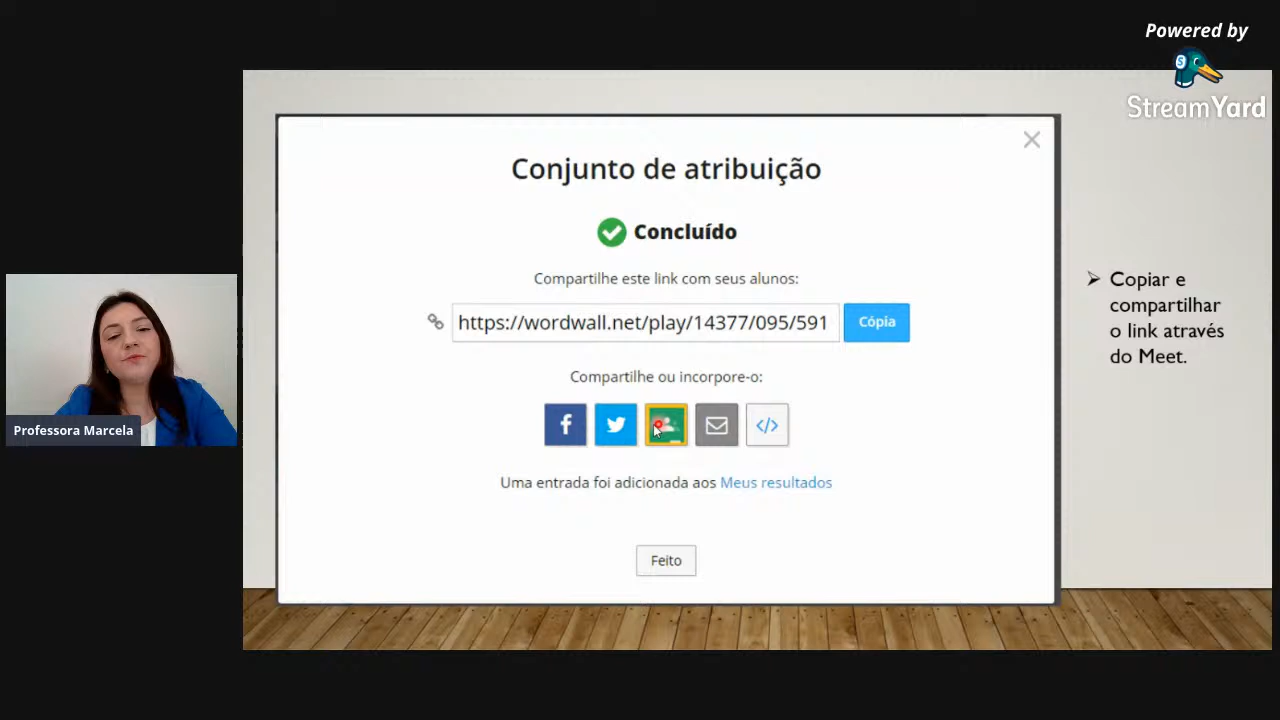 Powered by
StreamYard
Conjunto de atribuição
Concluído
Compartilhe este link com seus alunos:
https://wordwall.net/play/14377/095/591
Cópia
Compartilhe ou incorpore-o:
f
</>
Uma entrada foi adicionada aos Meus resultados
Feito
Copiar e
compartilhar
o link através
do Meet.
Professora Marcela